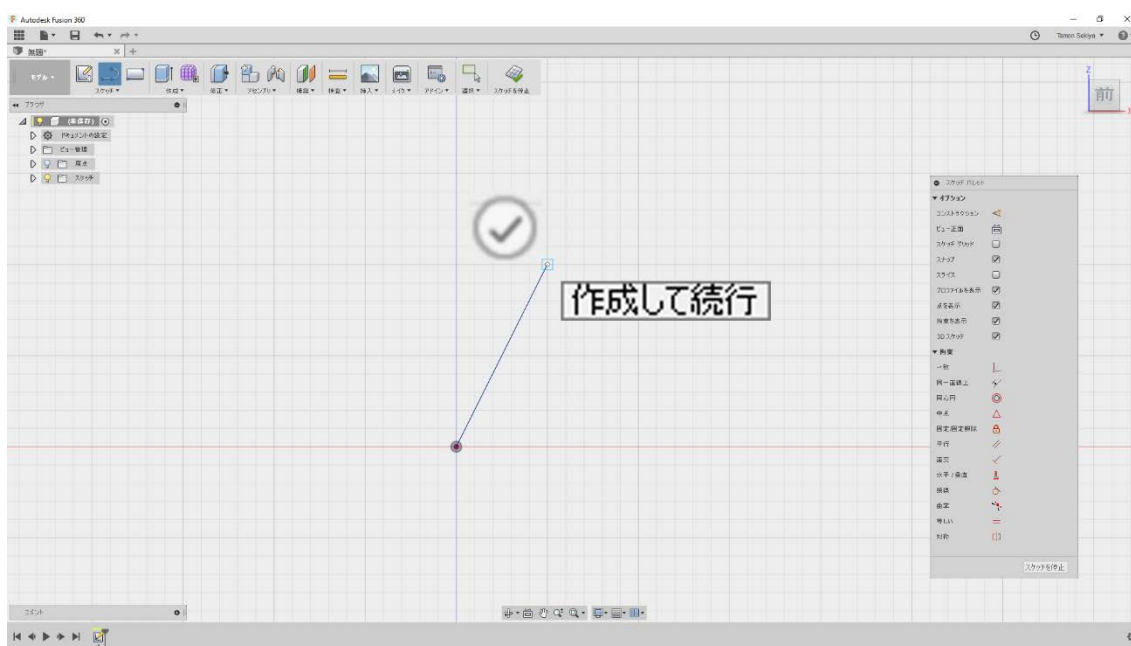 Autodesk Fusion 360
Tamon Sekiya
無題*
モデル
スケッチ
作成
修正
アセンブリ
構築
検査
挿入
メイク
アドイン
選択
スケッチを停止
ブラウザ
(未保存)
ドキュメントの設定
ビュー管理
原点
スケッチ
Z
前
X
作成して続行
スケッチ パレット
オプション
コンストラクション
ビュー正面
スケッチ グリッド
スナップ
スライス
プロファイルを表示
点を表示
拘束を表示
3D スケッチ
拘束
一致
同一直線上
同心円
中点
固定/固定解除
平行
直交
水平/垂直
接線
曲率
等しい
対称
スケッチを停止
コメント